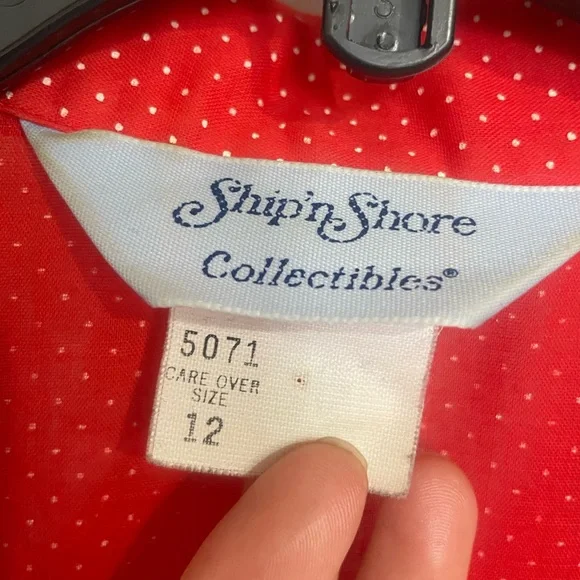 Ship'n Shore
Collectibles®
5071
CARE OVER
SIZE
12